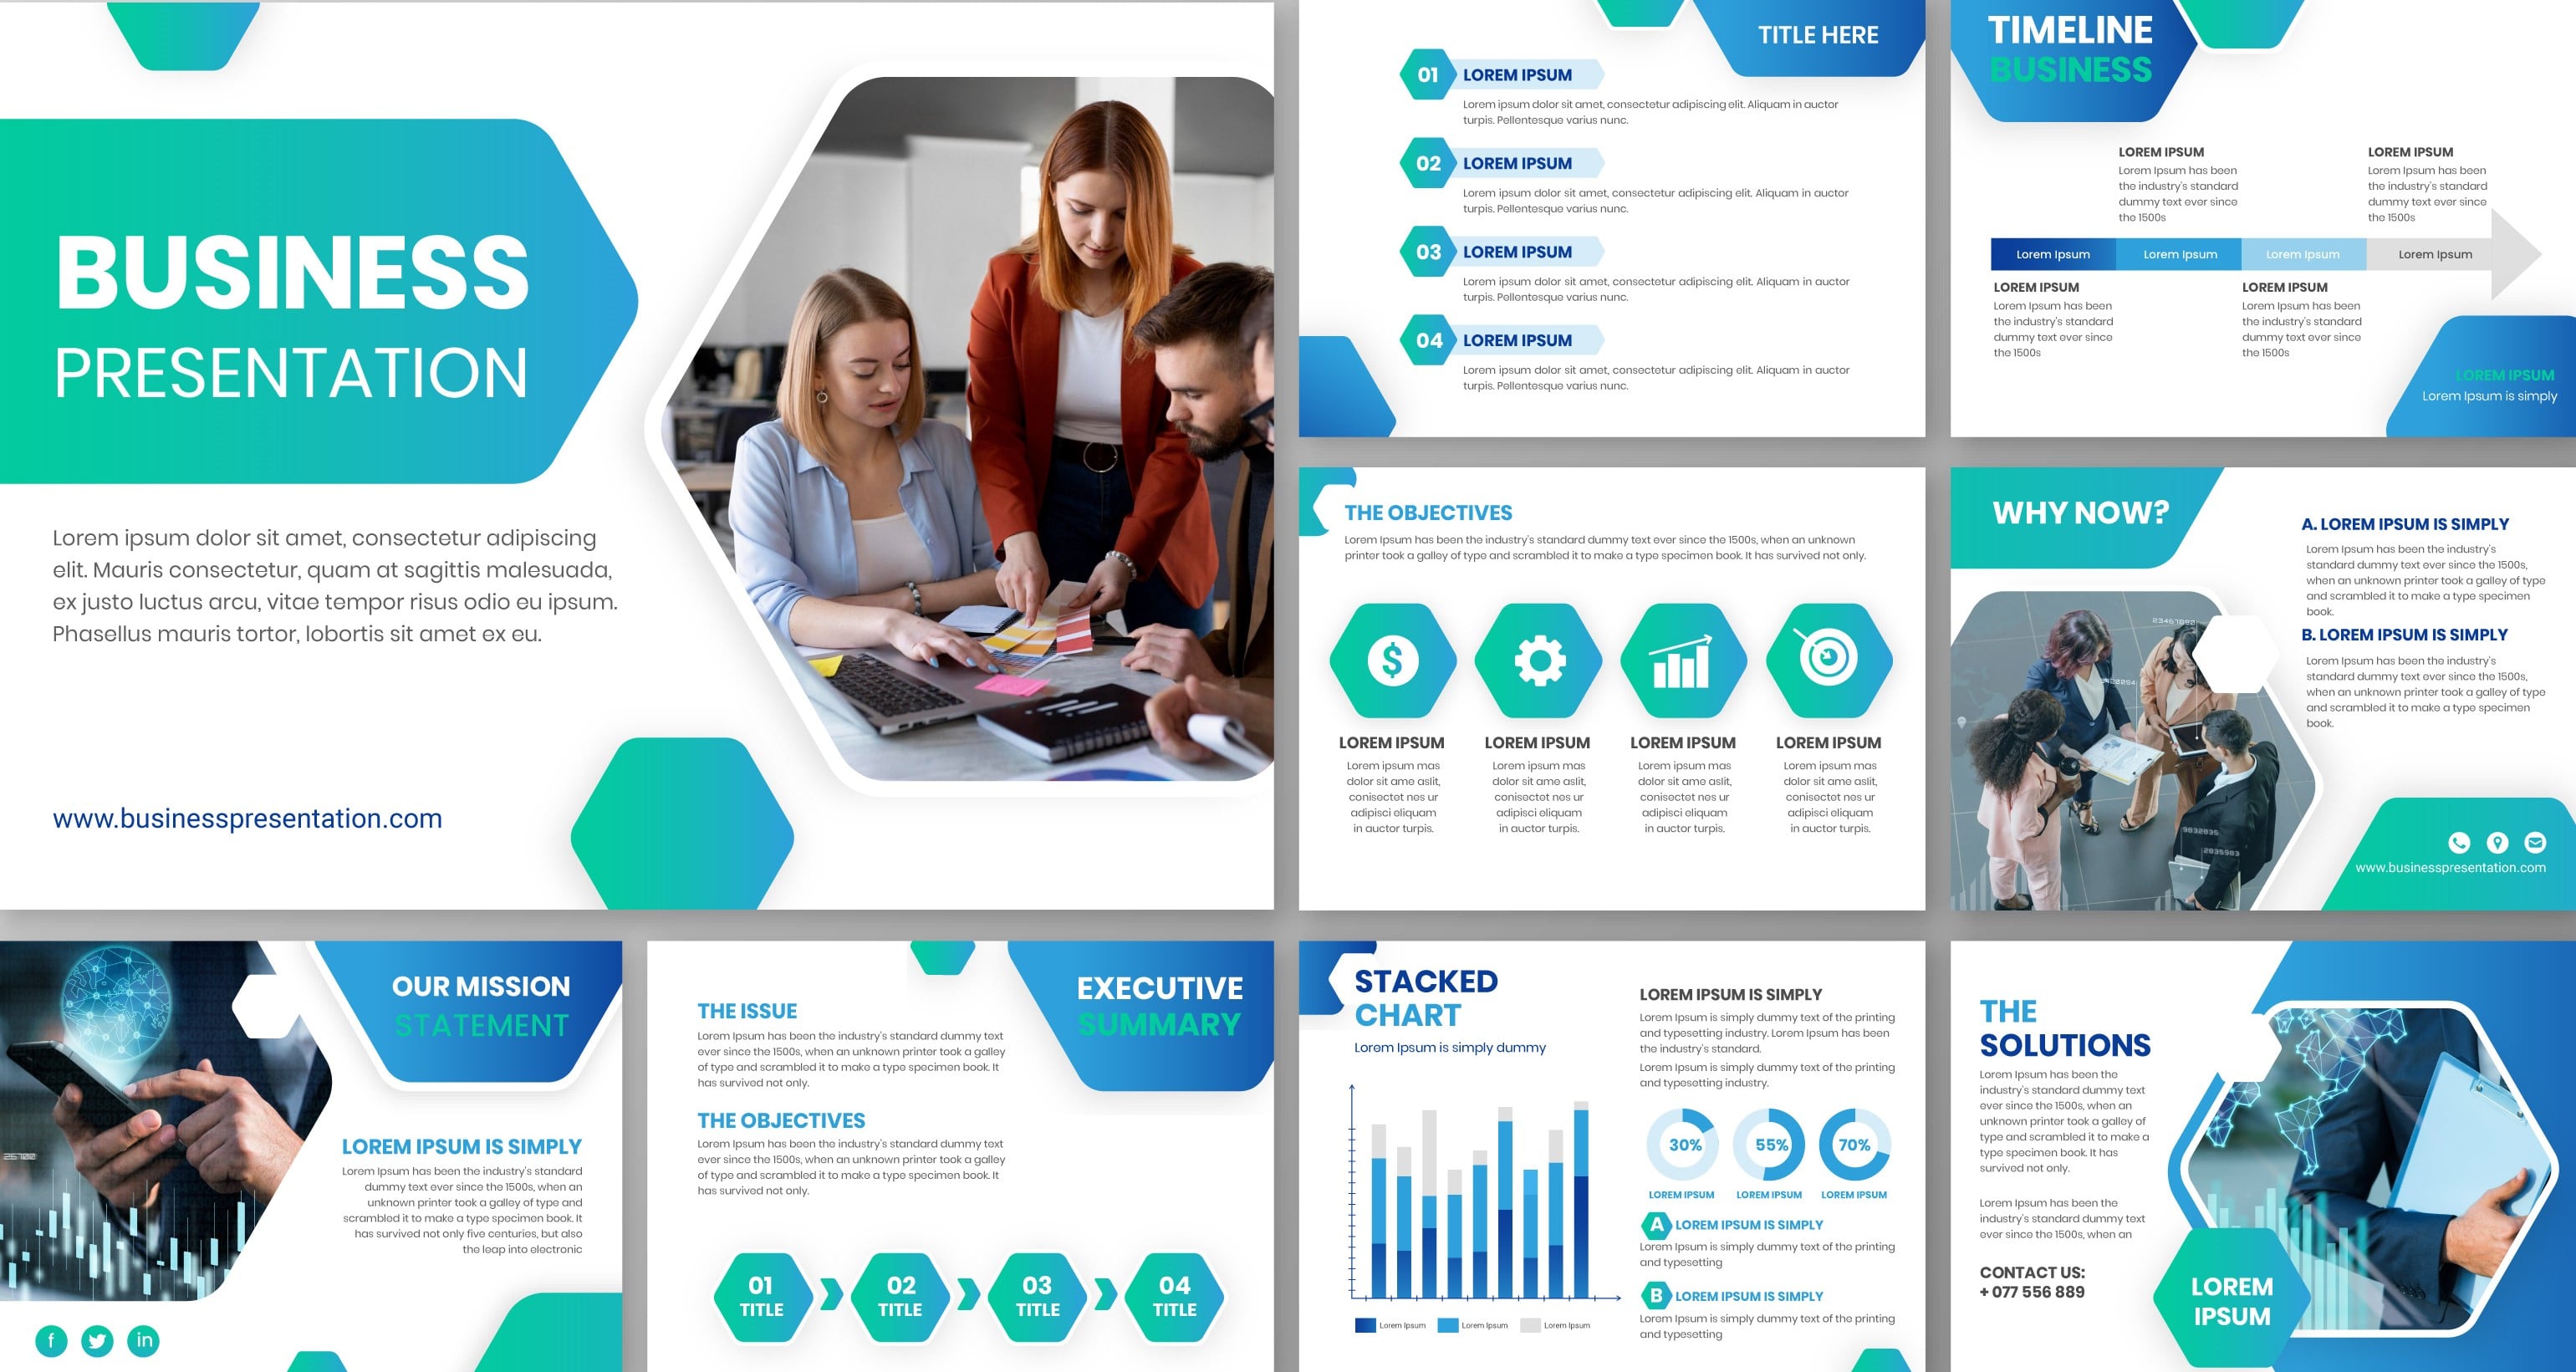 BUSINESS
PRESENTATION
Lorem ipsum dolor sit amet, consectetur adipiscing
elit. Mauris consectetur, quam at sagittis malesuada,
ex justo luctus arcu, vitae tempor risus odio eu ipsum.
Phasellus mauris tortor, lobortis sit amet ex eu.
www.businesspresentation.com
TITLE HERE
01 LOREM IPSUM
Lorem ipsum dolor sit amet, consectetur adipiscing elit. Aliquam in auctor
turpis. Pellentesque varius nunc.
02 LOREM IPSUM
Lorem ipsum dolor sit amet, consectetur adipiscing elit. Aliquam in auctor
turpis. Pellentesque varius nunc.
03 LOREM IPSUM
Lorem ipsum dolor sit amet, consectetur adipiscing elit. Aliquam in auctor
turpis. Pellentesque varius nunc.
04 LOREM IPSUM
Lorem ipsum dolor sit amet, consectetur adipiscing elit. Aliquam in auctor
turpis. Pellentesque varius nunc.
TIMELINE
BUSINESS
LOREM IPSUM
Lorem Ipsum has been
the industry's standard
dummy text ever since
the 1500s
LOREM IPSUM
Lorem Ipsum has been
the industry's standard
dummy text ever since
the 1500s
Lorem Ipsum Lorem Ipsum Lorem Ipsum Lorem Ipsum
LOREM IPSUM
Lorem Ipsum has been
the industry's standard
dummy text ever since
the 1500s
LOREM IPSUM
Lorem Ipsum has been
the industry's standard
dummy text ever since
the 1500s
LOREM IPSUM
Lorem Ipsum is simply
THE OBJECTIVES
Lorem Ipsum has been the industry's standard dummy text ever since the 1500s, when an unknown
printer took a galley of type and scrambled it to make a type specimen book. It has survived not only.
LOREM IPSUM
Lorem ipsum mas
dolor sit ame aslit,
conisectet nes ur
adipisci eliquam
in auctor turpis.
LOREM IPSUM
Lorem ipsum mas
dolor sit ame aslit,
conisectet nes ur
adipisci eliquam
in auctor turpis.
LOREM IPSUM
Lorem ipsum mas
dolor sit ame aslit,
conisectet nes ur
adipisci eliquam
in auctor turpis.
LOREM IPSUM
Lorem ipsum mas
dolor sit ame aslit,
conisectet nes ur
adipisci eliquam
in auctor turpis.
WHY NOW?
A. LOREM IPSUM IS SIMPLY
Lorem Ipsum has been the industry's
standard dummy text ever since the 1500s,
when an unknown printer took a galley of type
and scrambled it to make a type specimen
book.
B. LOREM IPSUM IS SIMPLY
Lorem Ipsum has been the industry's
standard dummy text ever since the 1500s,
when an unknown printer took a galley of type
and scrambled it to make a type specimen
book.
www.businesspresentation.com
OUR MISSION
STATEMENT
LOREM IPSUM IS SIMPLY
Lorem Ipsum has been the industry's standard
dummy text ever since the 1500s, when an
unknown printer took a galley of type and
scrambled it to make a type specimen book. It
has survived not only five centuries, but also
the leap into electronic
f in
EXECUTIVE
SUMMARY
THE ISSUE
Lorem Ipsum has been the industry's standard dummy text
ever since the 1500s, when an unknown printer took a galley
of type and scrambled it to make a type specimen book. It
has survived not only.
THE OBJECTIVES
Lorem Ipsum has been the industry's standard dummy text
ever since the 1500s, when an unknown printer took a galley
of type and scrambled it to make a type specimen book. It
has survived not only.
01 02 03 04
TITLE TITLE TITLE TITLE
STACKED
CHART
Lorem Ipsum is simply dummy
Lorem Ipsum Lorem Ipsum Lorem Ipsum
LOREM IPSUM IS SIMPLY
Lorem Ipsum is simply dummy text of the printing
and typesetting industry. Lorem Ipsum has been
the industry's standard.
Lorem Ipsum is simply dummy text of the printing
and typesetting industry.
30% 55% 70%
LOREM IPSUM LOREM IPSUM LOREM IPSUM
A LOREM IPSUM IS SIMPLY
Lorem Ipsum is simply dummy text of the printing
and typesetting
B LOREM IPSUM IS SIMPLY
Lorem Ipsum is simply dummy text of the printing
and typesetting
THE
SOLUTIONS
Lorem Ipsum has been the
industry's standard dummy text
ever since the 1500s, when an
unknown printer took a galley of
type and scrambled it to make a
type specimen book. It has
survived not only.
Lorem Ipsum has been the
industry's standard dummy text
ever since the 1500s, when an
CONTACT US:
+ 077 556 889
LOREM
IPSUM